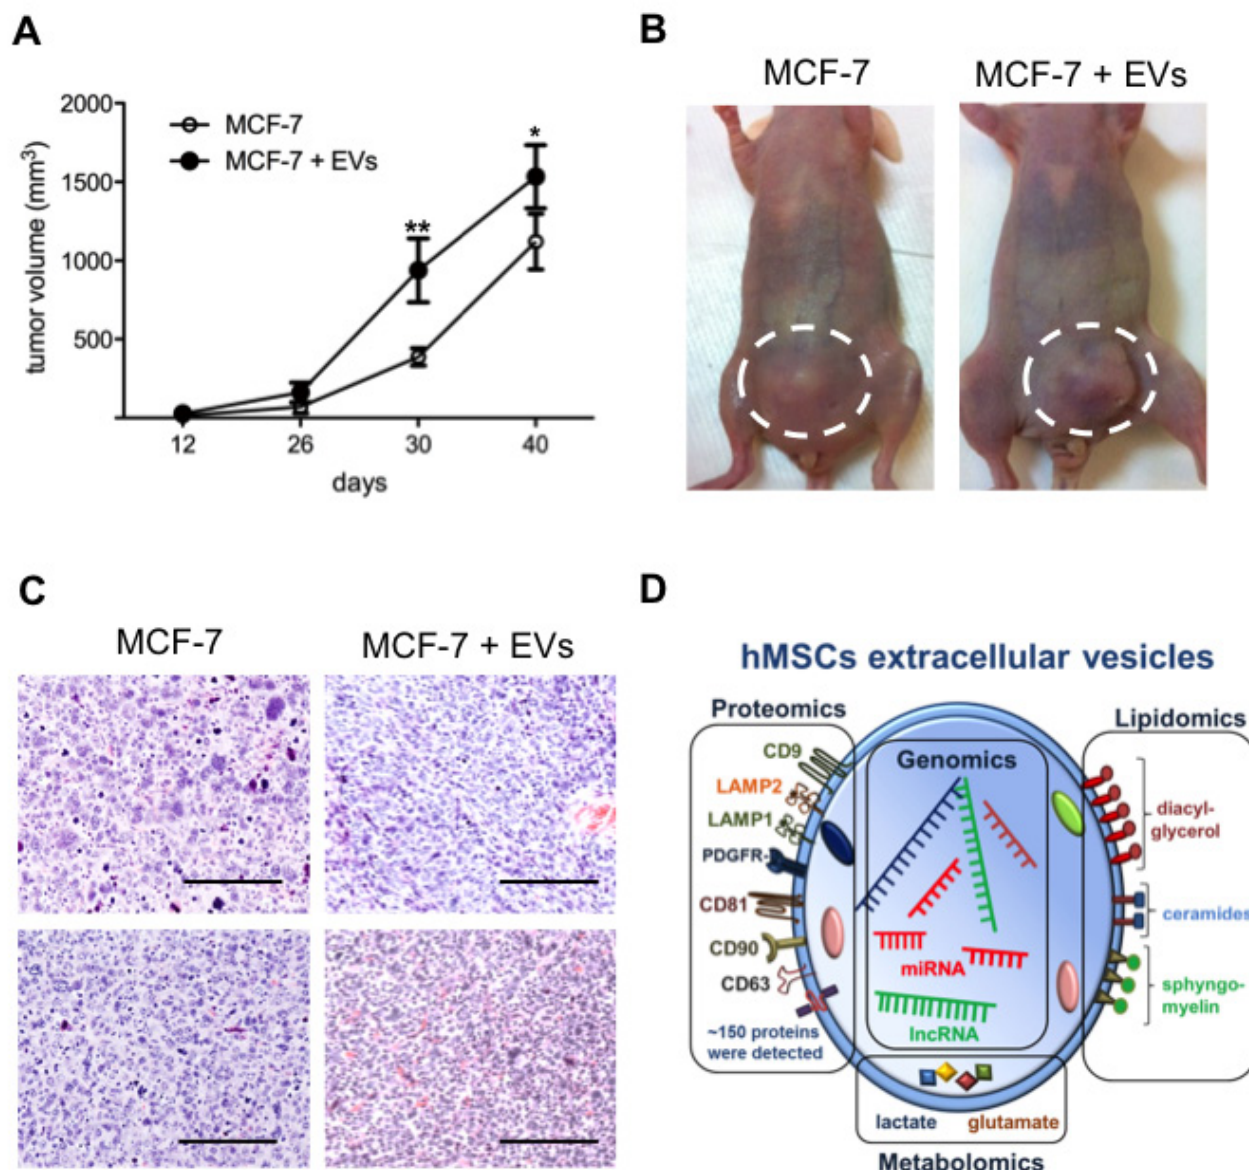 A
2000
1500
1000
500
tumor volume (mm³)
MCF-7
MCF-7 + EVs
**
*
12 26 30 40
days
B
MCF-7 MCF-7 + EVs
C
MCF-7 MCF-7 + EVs
D
hMSCs extracellular vesicles
Proteomics
CD9
LAMP2
LAMP1
PDGFR-
CD81
CD90
CD63
~150 proteins
were detected
Genomics
miRNA
lncRNA
Lipidomics
diacyl-
glycerol
ceramides
sphyngo-
myelin
lactate glutamate
Metabolomics